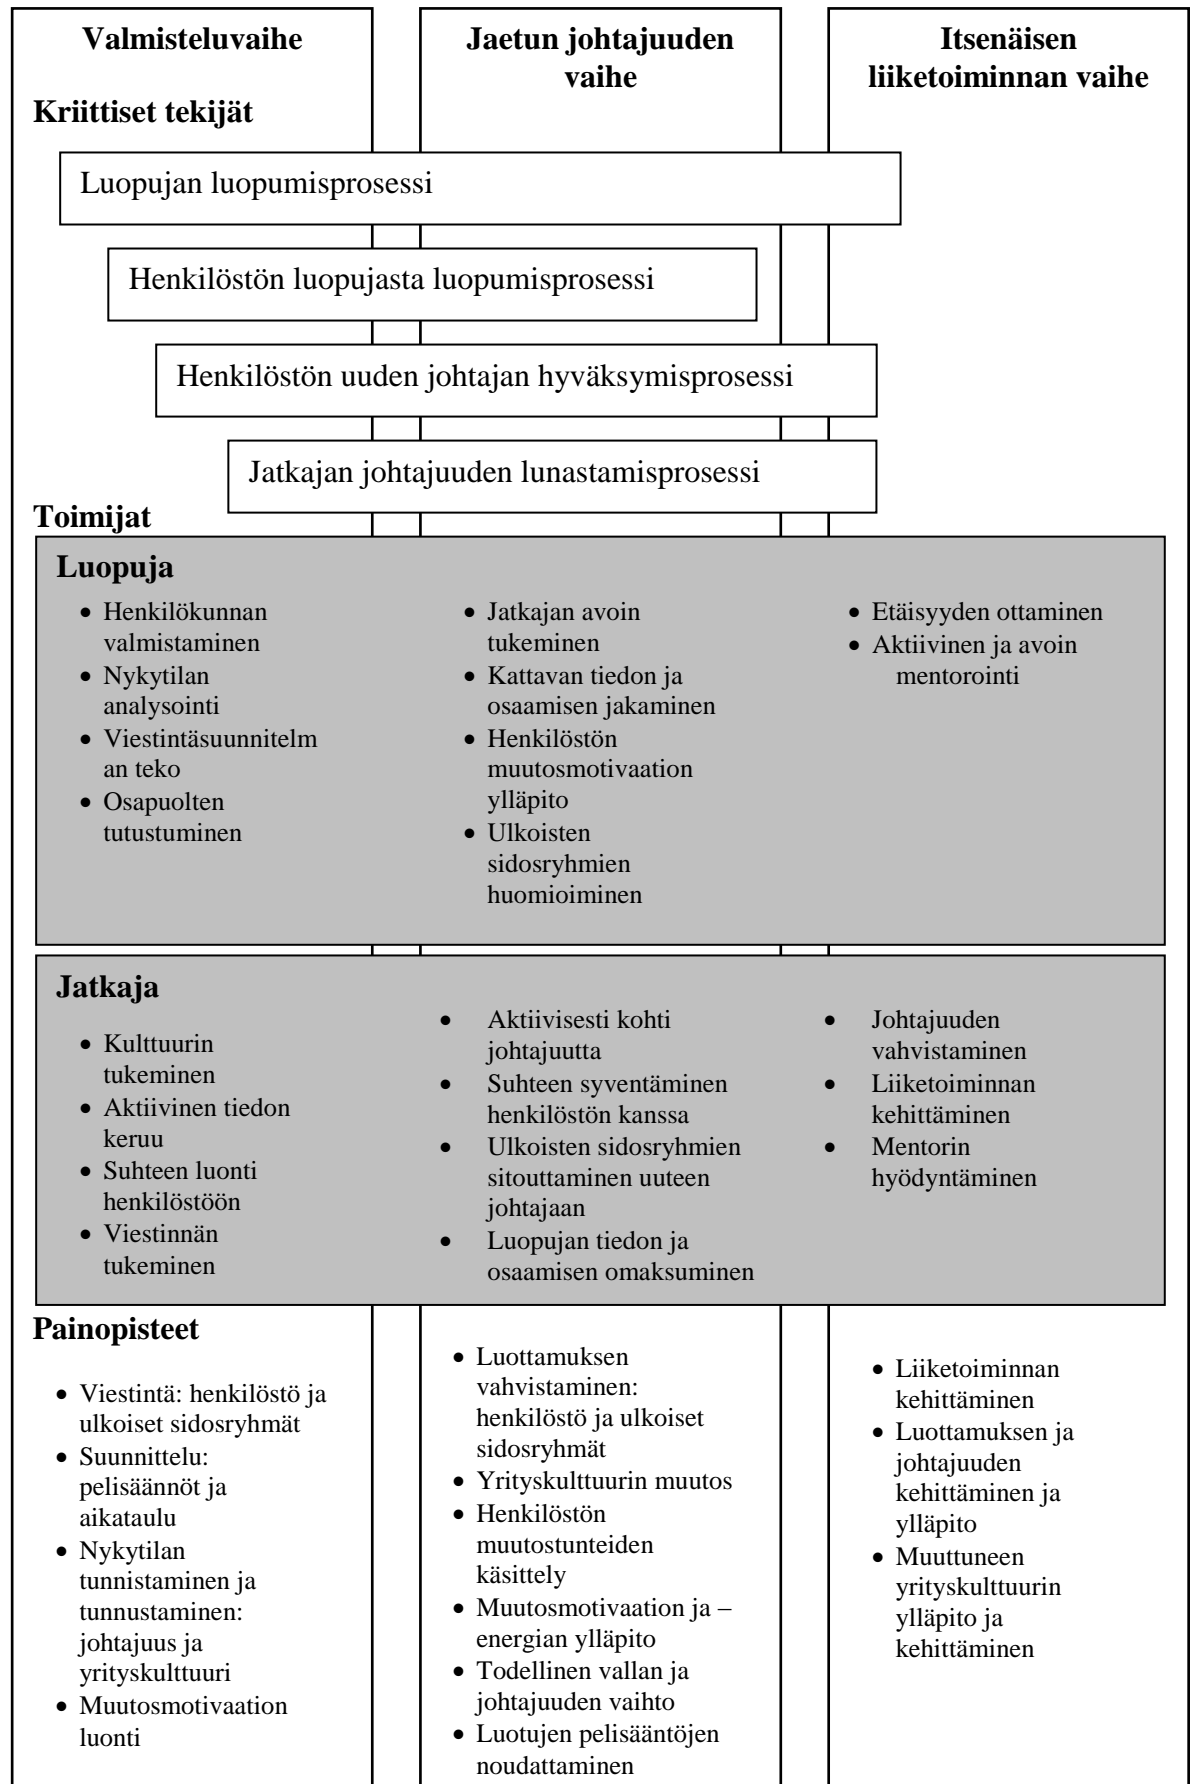 Valmisteluvaihe
Jaetun johtajuuden
vaihe
Itsenäisen
liiketoiminnan vaihe
Kriittiset tekijät
Luopujan luopumisprosessi
Henkilöstön luopujasta luopumisprosessi
Henkilöstön uuden johtajan hyväksymisprosessi
Jatkajan johtajuuden lunastamisprosessi
Toimijat
Luopuja
• Henkilökunnan
valmistaminen
• Nykytilan
analysointi
• Viestintäsuunnitelm
an teko
• Osapuolten
tutustuminen
• Jatkajan avoin
tukeminen
• Kattavan tiedon ja
osaamisen jakaminen
• Henkilöstön
muutosmotivaation
ylläpito
• Ulkoisten
sidosryhmien
huomioiminen
• Etäisyyden ottaminen
• Aktiivinen ja avoin
mentorointi
Jatkaja
• Kulttuurin
tukeminen
• Aktiivinen tiedon
keruu
• Suhteen luonti
henkilöstöön
• Viestinnän
tukeminen
• Aktiivisesti kohti
johtajuutta
• Suhteen syventäminen
henkilöstön kanssa
• Ulkoisten sidosryhmien
sitouttaminen uuteen
johtajaan
• Luopujan tiedon ja
osaamisen omaksuminen
• Johtajuuden
vahvistaminen
• Liiketoiminnan
kehittäminen
• Mentorin
hyödyntäminen
Painopisteet
• Viestintä: henkilöstö ja
ulkoiset sidosryhmät
• Suunnittelu:
pelisäännöt ja
aikataulu
• Nykytilan
tunnistaminen ja
tunnustaminen:
johtajuus ja
yrityskulttuuri
• Muutosmotivaation
luonti
• Luottamuksen
vahvistaminen:
henkilöstö ja ulkoiset
sidosryhmät
• Yrityskulttuurin muutos
• Henkilöstön
muutostunteiden
käsittely
• Muutosmotivaation ja –
energian ylläpito
• Todellinen vallan ja
johtajuuden vaihto
• Luotujen pelisääntöjen
noudattaminen
• Liiketoiminnan
kehittäminen
• Luottamuksen ja
johtajuuden
kehittäminen ja
ylläpito
• Muuttuneen
yrityskulttuurin
ylläpito ja
kehittäminen